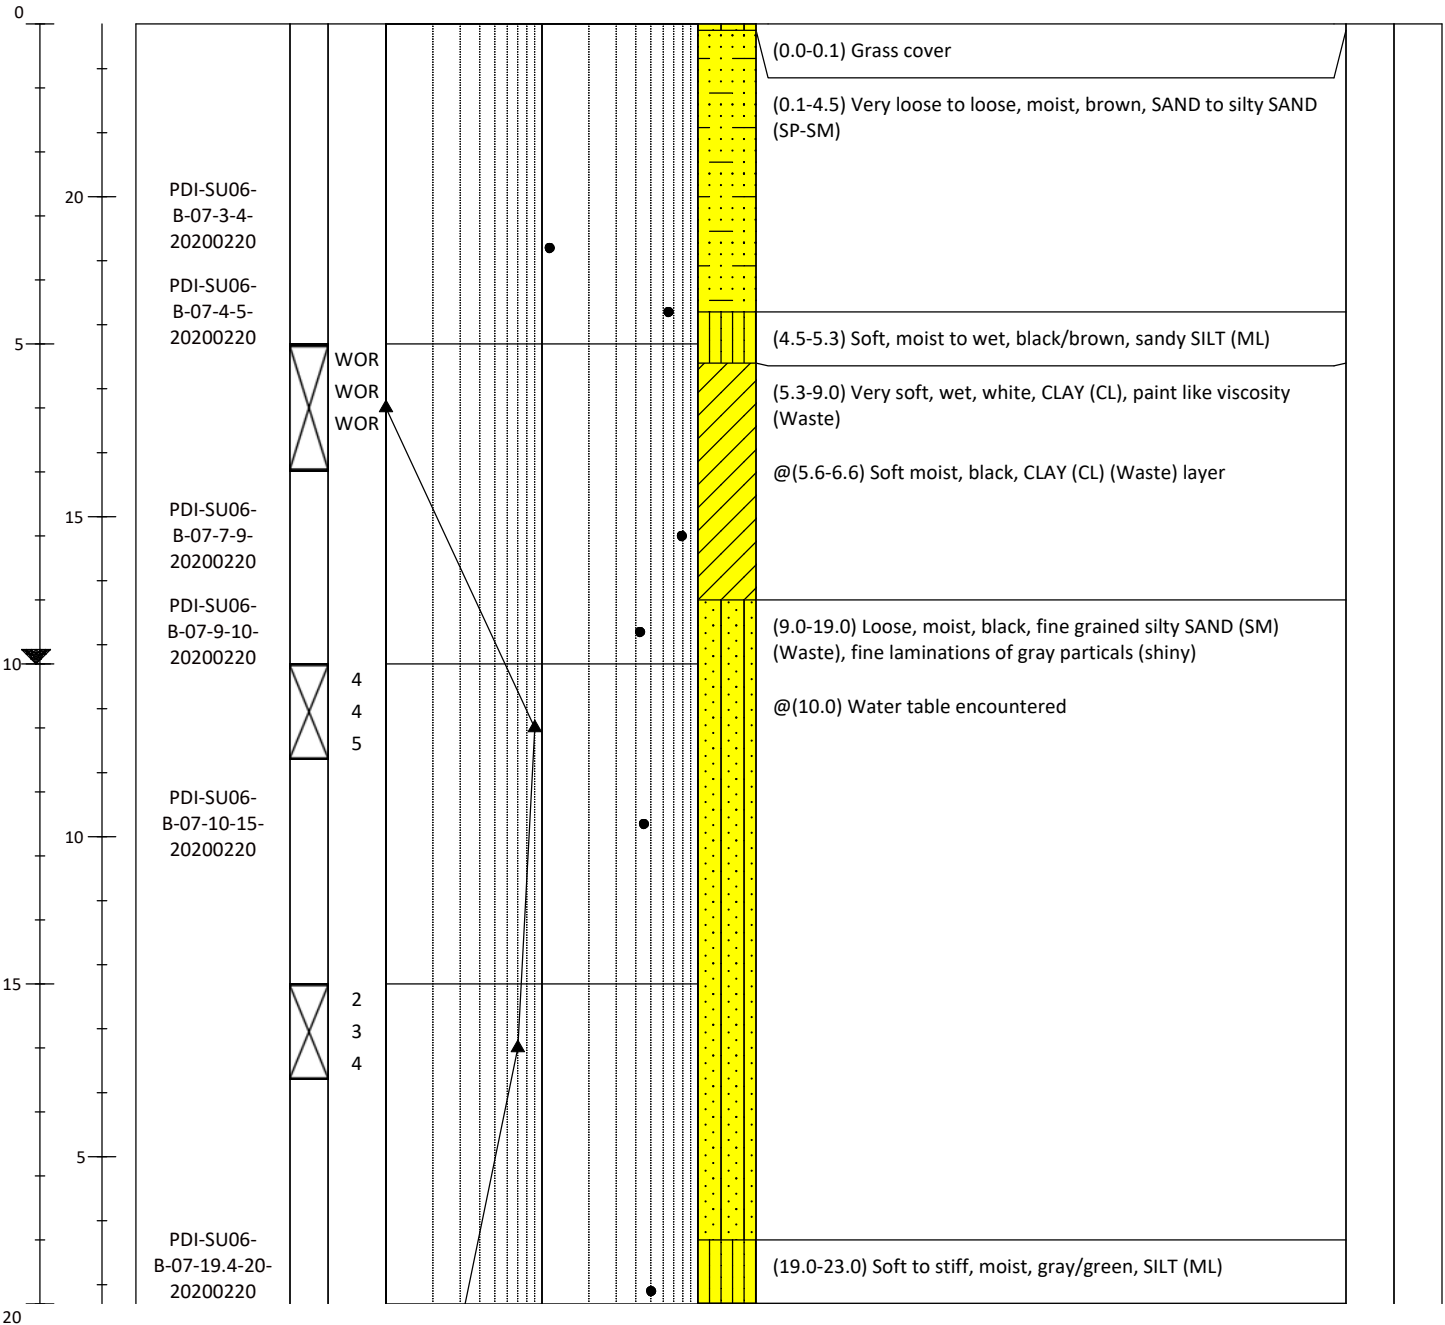 0
(0.0-0.1) Grass cover
(0.1-4.5) Very loose to loose, moist, brown, SAND to silty SAND
(SP-SM)
PDI-SU06-
B-07-3-4-
20200220
20
PDI-SU06-
B-07-4-5-
20200220
(4.5-5.3) Soft, moist to wet, black/brown, sandy SILT (ML)
5
WOR
WOR
WOR
(5.3-9.0) Very soft, wet, white, CLAY (CL), paint like viscosity
(Waste)
@(5.6-6.6) Soft moist, black, CLAY (CL) (Waste) layer
15
PDI-SU06-
B-07-7-9-
20200220
PDI-SU06-
B-07-9-10-
20200220
(9.0-19.0) Loose, moist, black, fine grained silty SAND (SM)
(Waste), fine laminations of gray particals (shiny)
10
4
4
5
@(10.0) Water table encountered
PDI-SU06-
B-07-10-15-
20200220
10
15
2
3
4
5
PDI-SU06-
B-07-19.4-20-
20200220
(19.0-23.0) Soft to stiff, moist, gray/green, SILT (ML)
20